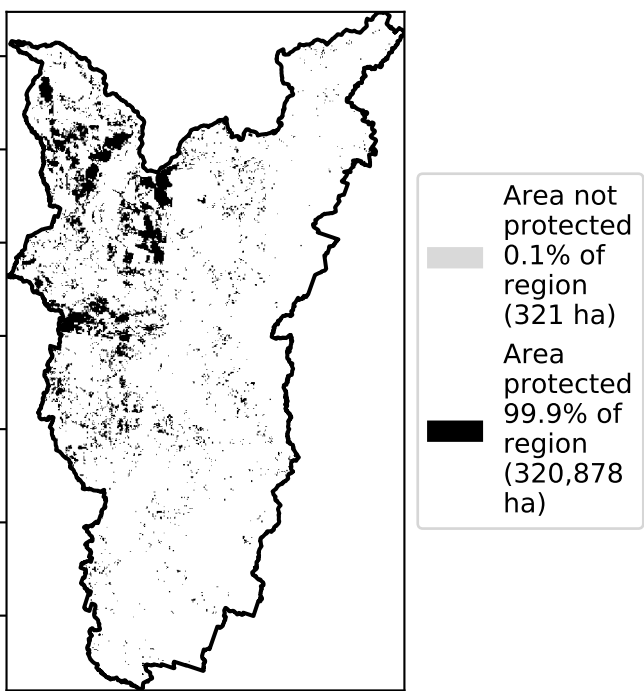 Area not
protected
0.1% of
region
(321 ha)
Area
protected
99.9% of
region
(320,878
ha)